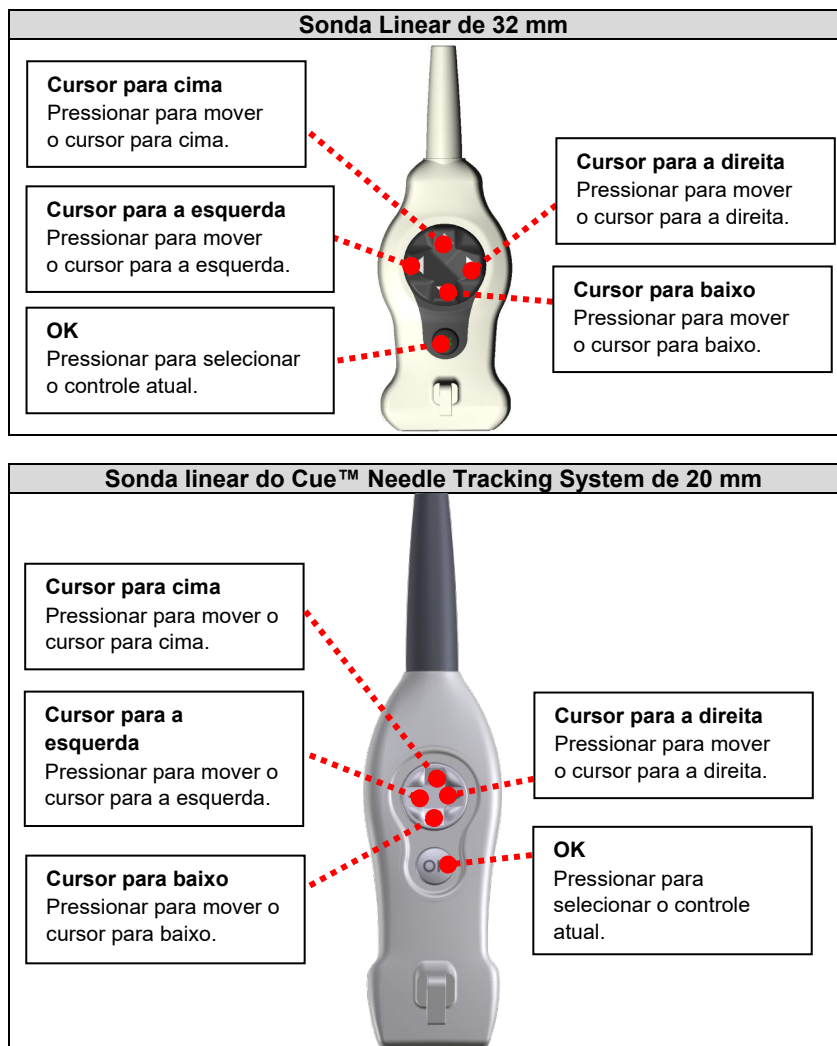 Sonda Linear de 32 mm
Cursor para cima
Pressionar para mover
o cursor para cima.
Cursor para a direita
Pressionar para mover
o cursor para a direita.
Cursor para a esquerda
Pressionar para mover
o cursor para a esquerda.
Cursor para baixo
Pressionar para mover
o cursor para baixo.
OK
Pressionar para selecionar
o controle atual.
Sonda linear do Cue™ Needle Tracking System de 20 mm
Cursor para cima
Pressionar para mover o
cursor para cima.
Cursor para a
esquerda
Pressionar para mover o
cursor para a esquerda.
Cursor para a direita
Pressionar para mover
o cursor para a direita.
Cursor para baixo
Pressionar para mover o
cursor para baixo.
OK
Pressionar para
selecionar o controle
atual.